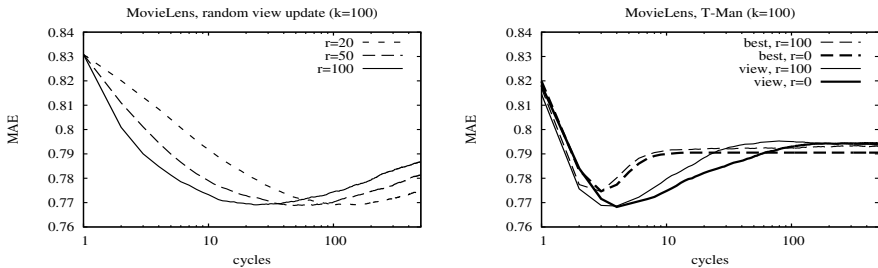 MovieLens, random view update (k=100)
0.84
0.83
0.82
0.81
0.8
0.79
0.78
0.77
0.76
MAE
1
10
100
cycles
r=20
r=50
r=100
MovieLens, T-Man (k=100)
0.84
0.83
0.82
0.81
0.8
0.79
0.78
0.77
0.76
MAE
1
10
100
cycles
best, r=100
best, r=0
view, r=100
view, r=0